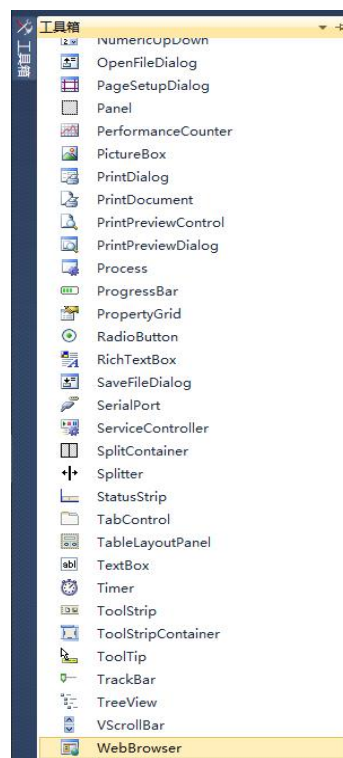 工具箱
工具箱
NumericUpDown
OpenFileDialog
PageSetupDialog
Panel
PerformanceCounter
PictureBox
PrintDialog
PrintDocument
PrintPreviewControl
PrintPreviewDialog
Process
ProgressBar
PropertyGrid
RadioButton
RichTextBox
SaveFileDialog
SerialPort
ServiceController
SplitContainer
Splitter
StatusStrip
TabControl
TableLayoutPanel
abl TextBox
Timer
ToolStrip
ToolStripContainer
ToolTip
TrackBar
TreeView
VScrollBar
WebBrowser